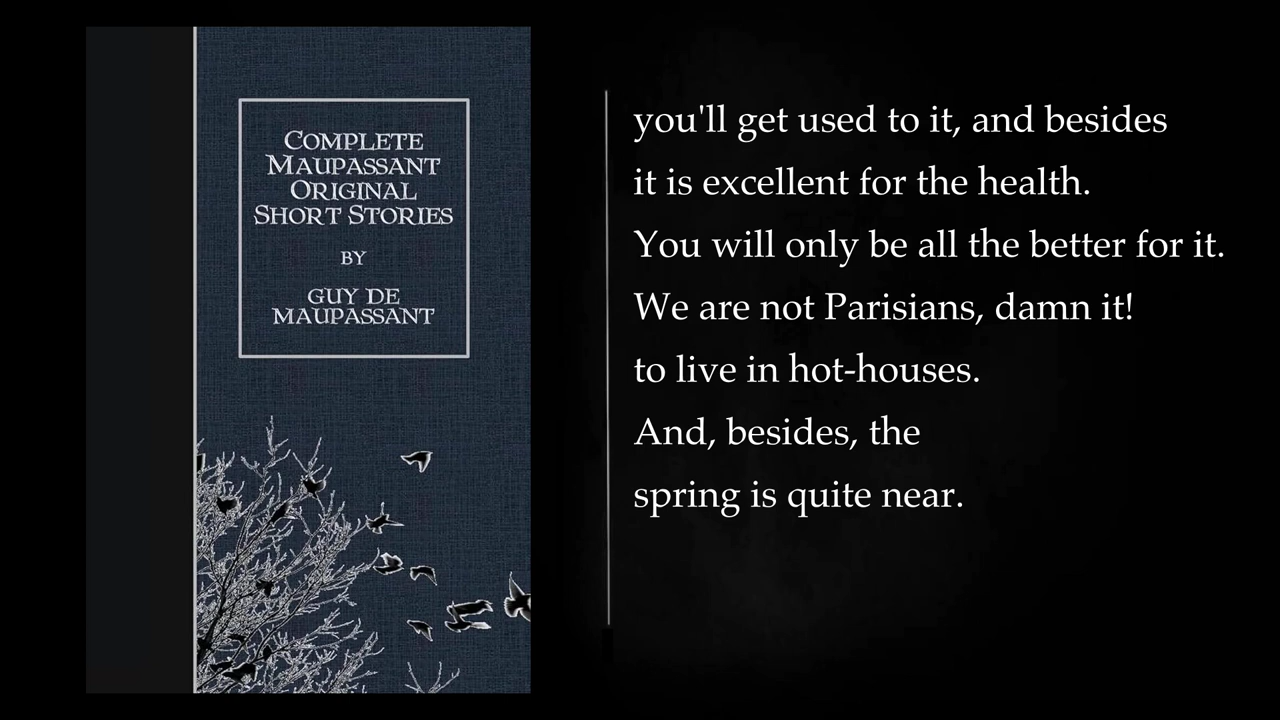 COMPLETE
MAUPASSANT
ORIGINAL
SHORT STORIES
BY
GUY DE
MAUPASSANT
you'll get used to it, and besides
it is excellent for the health.
You will only be all the better for it.
We are not Parisians, damn it!
to live in hot-houses.
And, besides, the
spring is quite near.